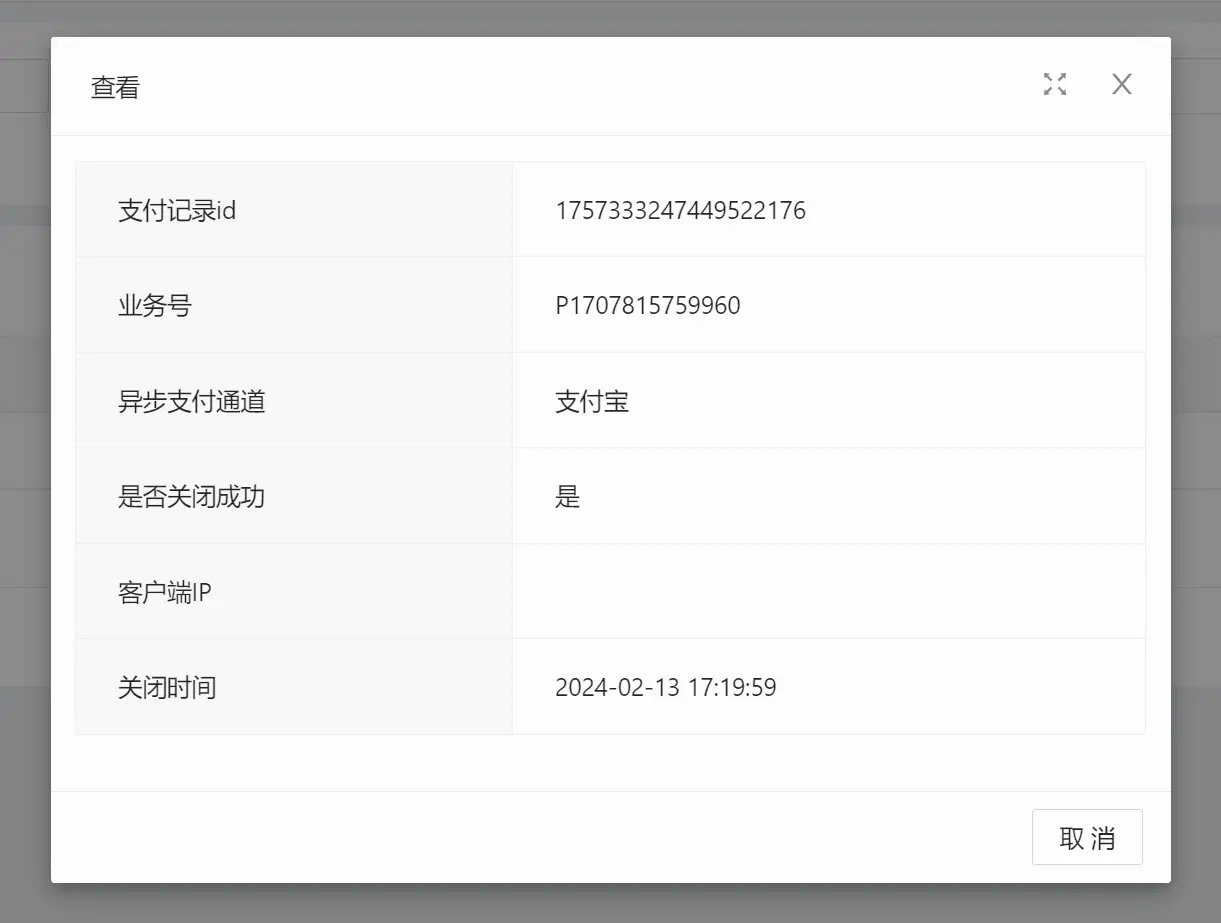 查看
支付记录id 1757333247449522176
业务号 P1707815759960
异步支付通道 支付宝
是否关闭成功 是
客户端IP
关闭时间 2024-02-13 17:19:59
取 消